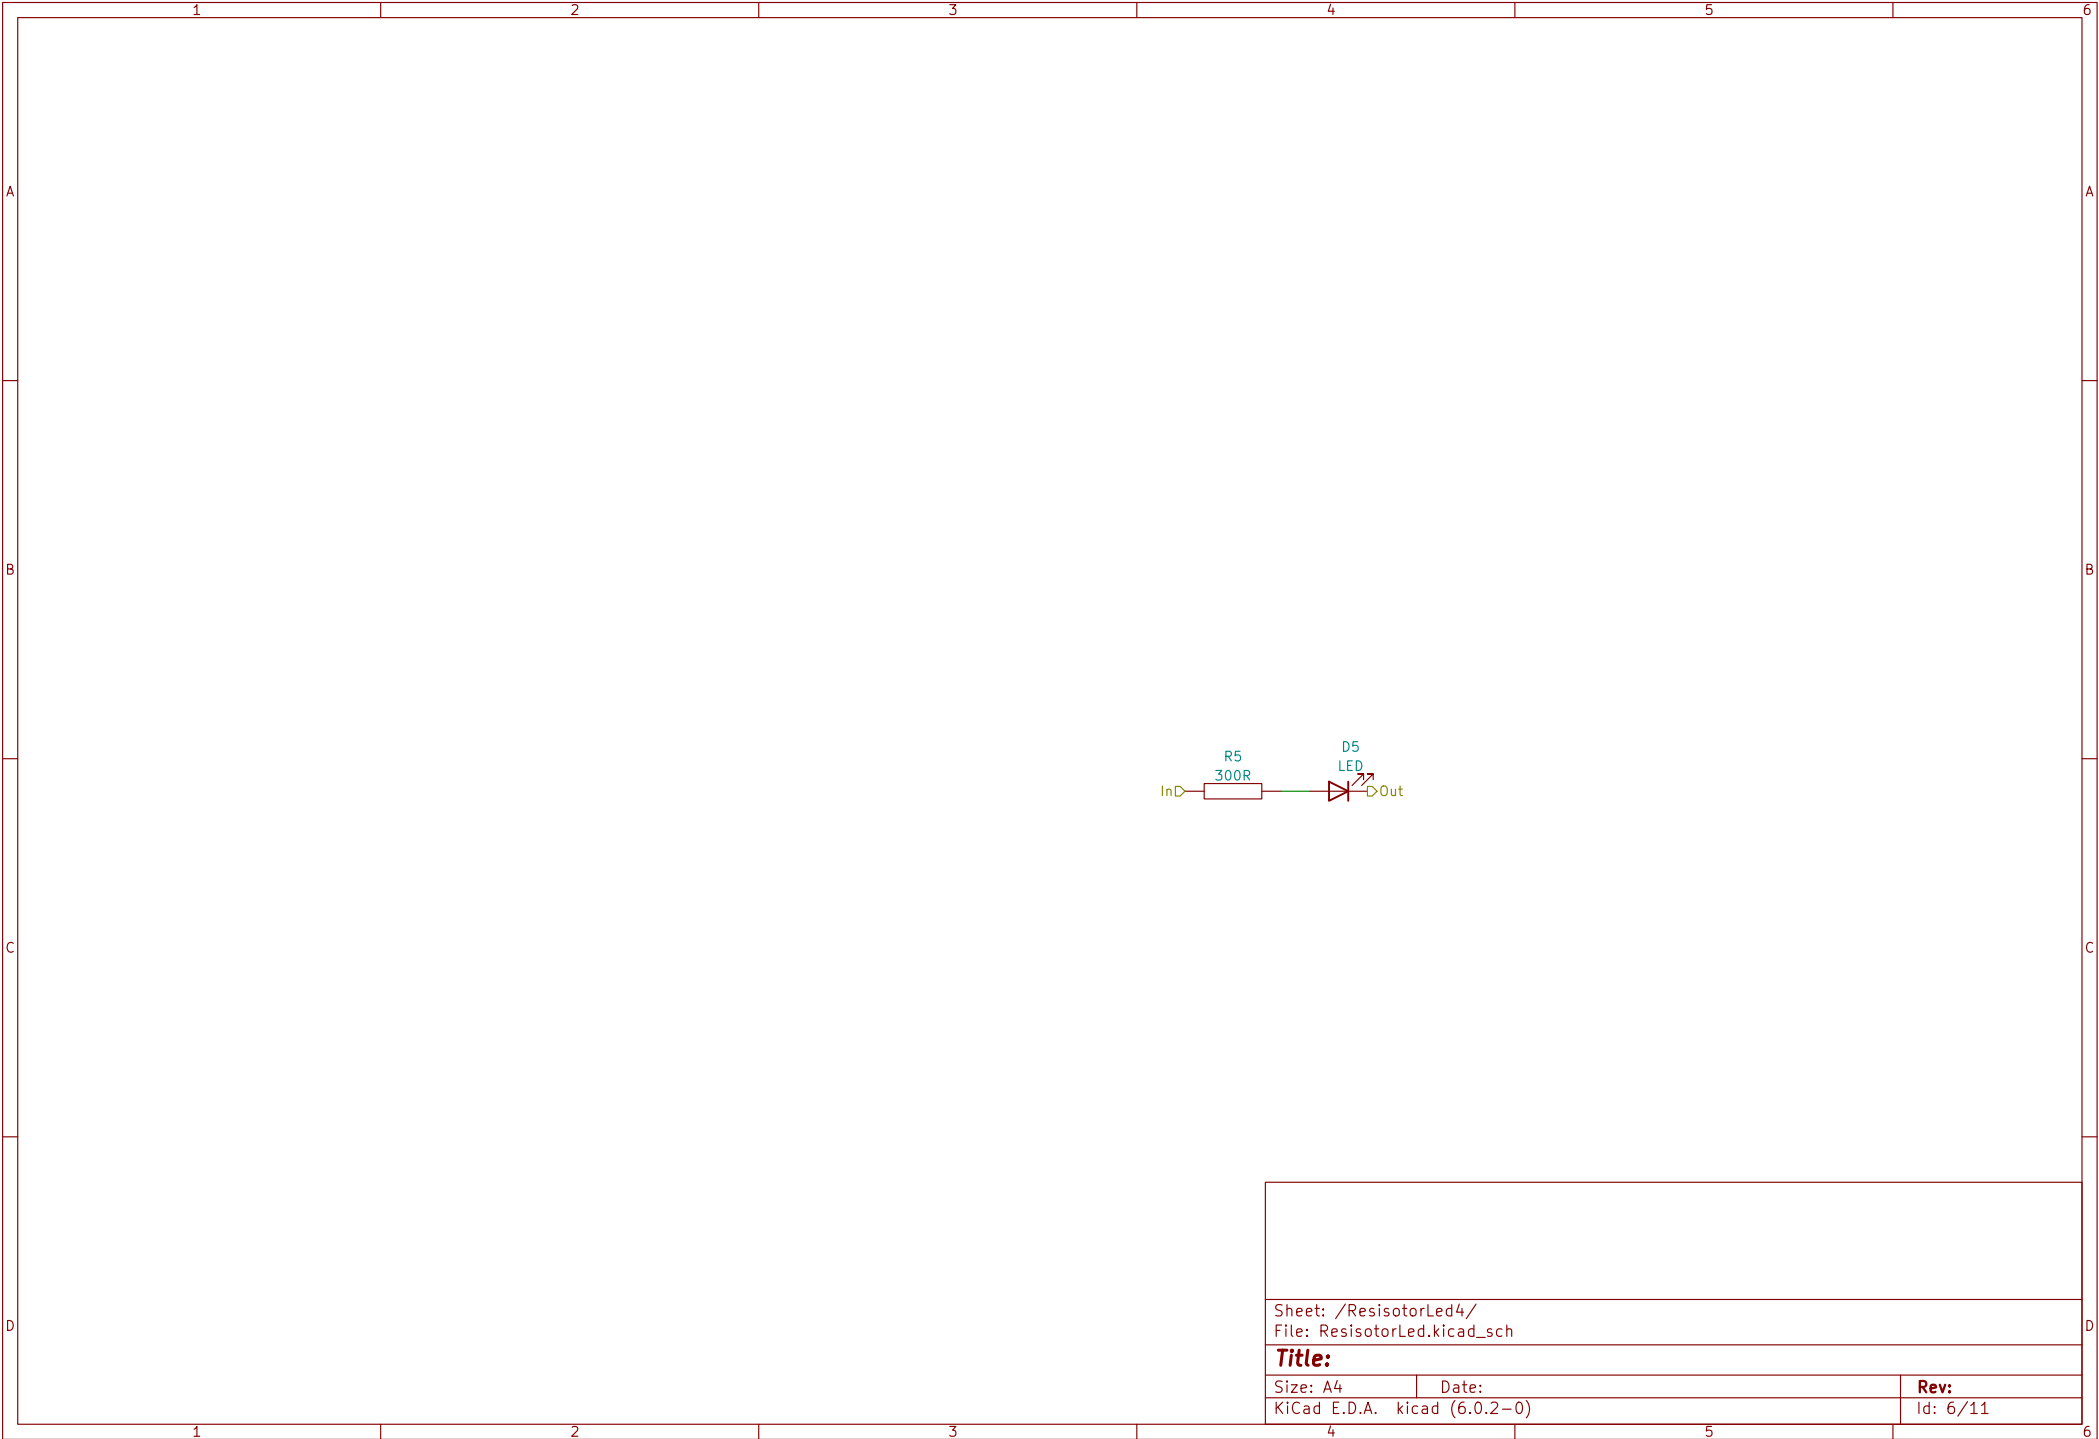 1 2 3 4 5 6
A A
B B
R5
300R
D5
LED
In Out
C C
Sheet: /ResisotorLed4/
File: ResisotorLed.kicad_sch
D D
Title:
Size: A4 Date: Rev:
KiCad E.D.A. kicad (6.0.2-0) Id: 6/11
1 2 3 4 5 6